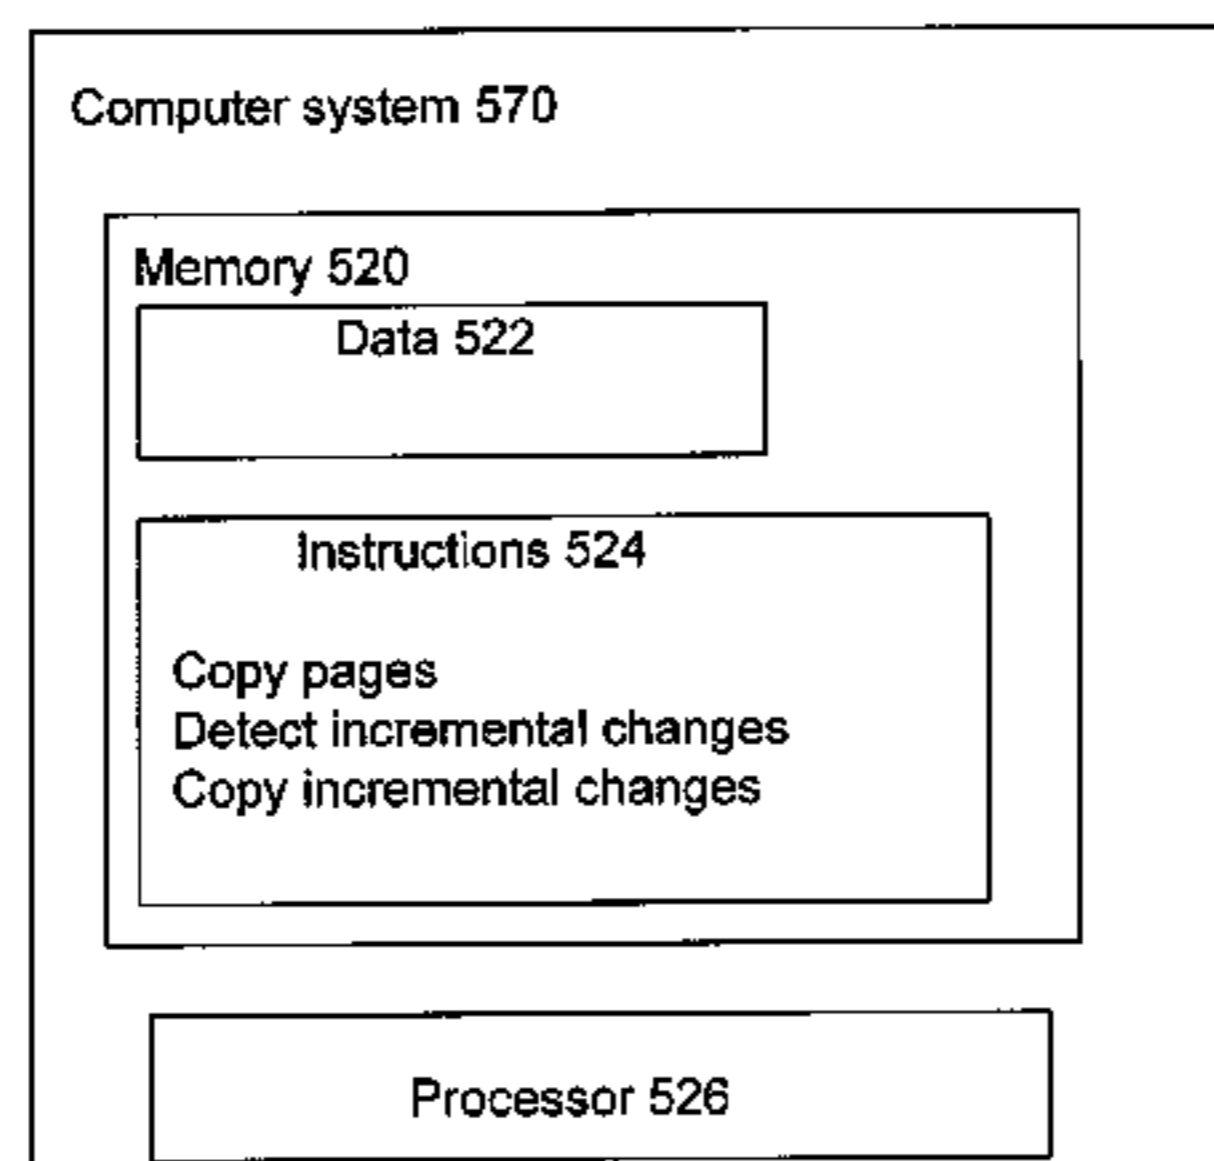 Computer system 570
Memory 520
Data 522
Instructions 524
Copy pages
Detect incremental changes
Copy incremental changes
Processor 526